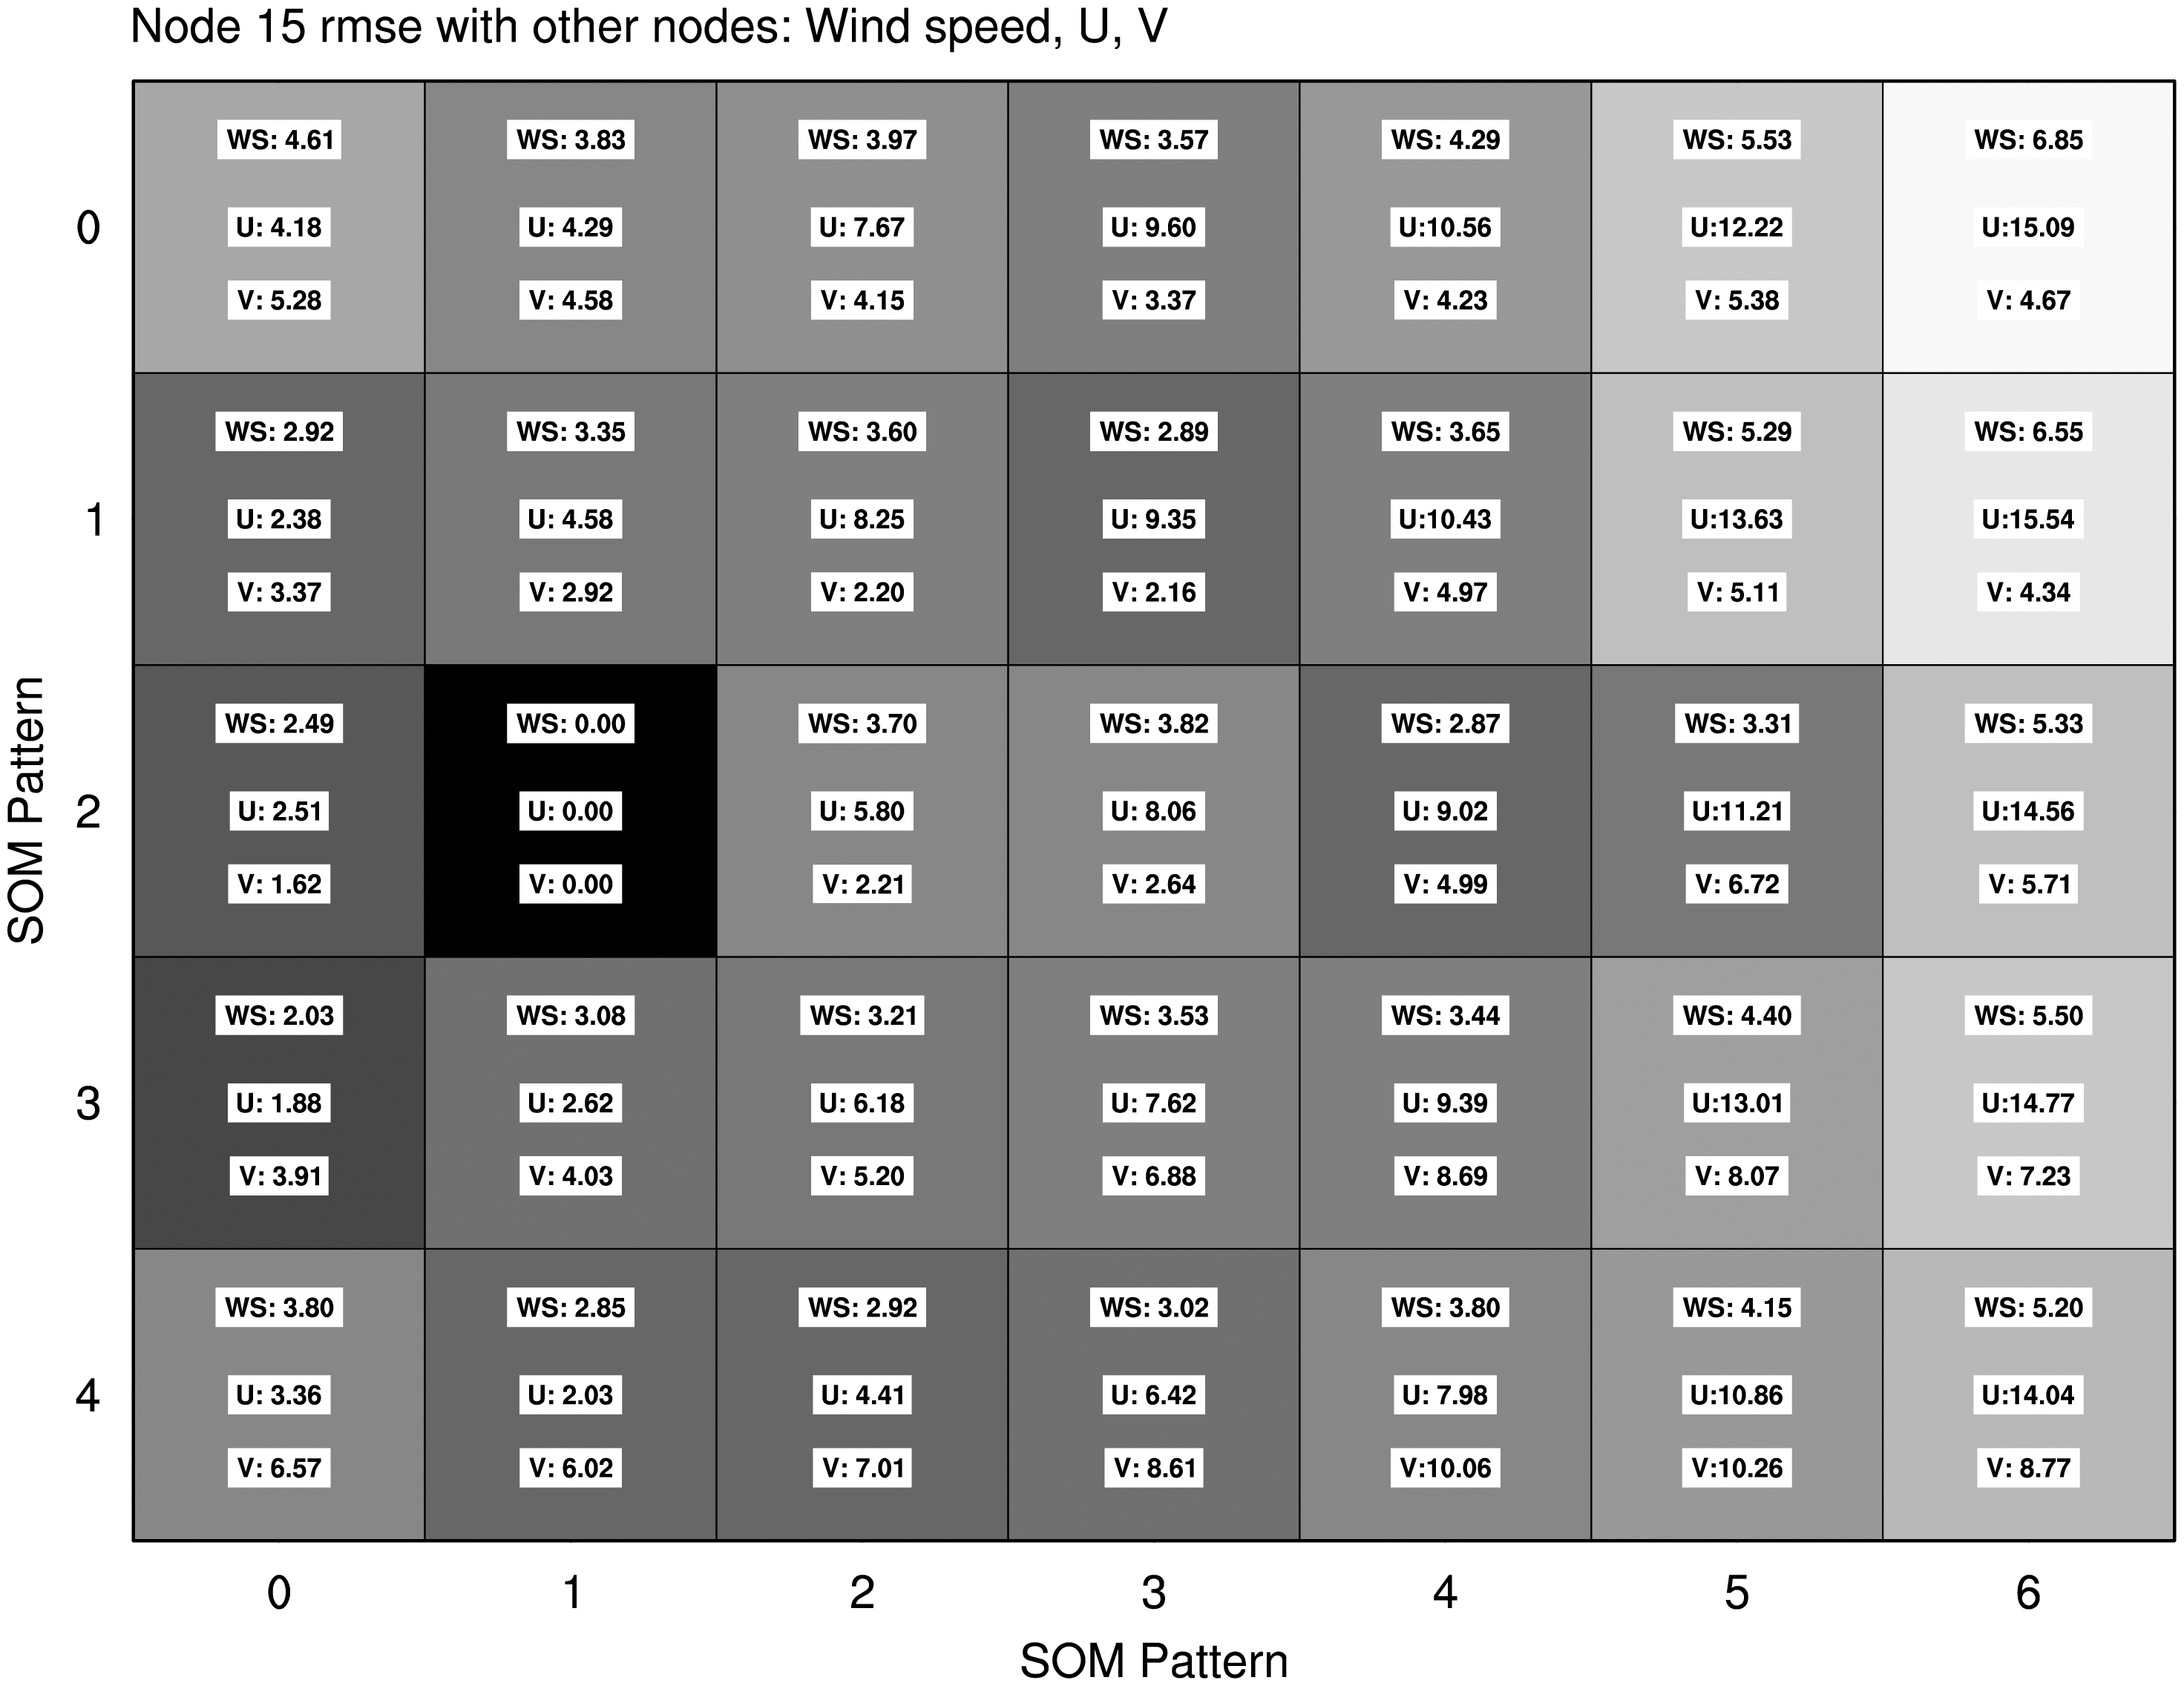 Node 15 rmse with other nodes: Wind speed, U, V
WS: 4.61 WS: 3.83 WS: 3.97 WS: 3.57 WS: 4.29 WS: 5.53 WS: 6.85
0 U: 4.18 U: 4.29 U: 7.67 U: 9.60 U:10.56 U:12.22 U:15.09
V: 5.28 V: 4.58 V: 4.15 V: 3.37 V: 4.23 V: 5.38 V: 4.67
WS: 2.92 WS: 3.35 WS: 3.60 WS: 2.89 WS: 3.65 WS: 5.29 WS: 6.55
1 U: 2.38 U: 4.58 U: 8.25 U: 9.35 U:10.43 U:13.63 U:15.54
V: 3.37 V: 2.92 V: 2.20 V: 2.16 V: 4.97 V: 5.11 V: 4.34
SOM Pattern
WS: 2.49 WS: 0.00 WS: 3.70 WS: 3.82 WS: 2.87 WS: 3.31 WS: 5.33
2 U: 2.51 U: 0.00 U: 5.80 U: 8.06 U: 9.02 U:11.21 U:14.56
V: 1.62 V: 0.00 V: 2.21 V: 2.64 V: 4.99 V: 6.72 V: 5.71
WS: 2.03 WS: 3.08 WS: 3.21 WS: 3.53 WS: 3.44 WS: 4.40 WS: 5.50
3 U: 1.88 U: 2.62 U: 6.18 U: 7.62 U: 9.39 U:13.01 U:14.77
V: 3.91 V: 4.03 V: 5.20 V: 6.88 V: 8.69 V: 8.07 V: 7.23
WS: 3.80 WS: 2.85 WS: 2.92 WS: 3.02 WS: 3.80 WS: 4.15 WS: 5.20
4 U: 3.36 U: 2.03 U: 4.41 U: 6.42 U: 7.98 U:10.86 U:14.04
V: 6.57 V: 6.02 V: 7.01 V: 8.61 V:10.06 V:10.26 V: 8.77
0 1 2 3 4 5 6
SOM Pattern